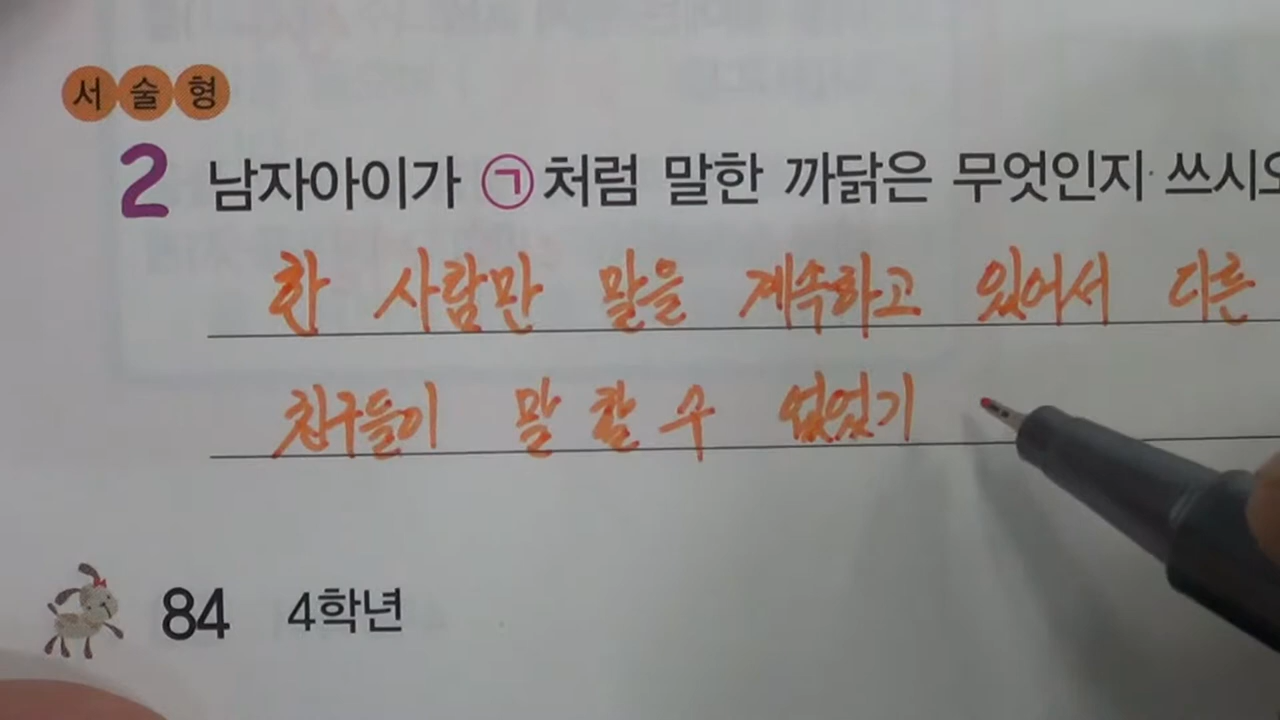 서술형
2 남자아이가 ㉠처럼 말한 까닭은 무엇인지 쓰시오
한 사람만 말을 계속하고 있어서 다른
친구들이 말 할 수 없었기
84 4학년